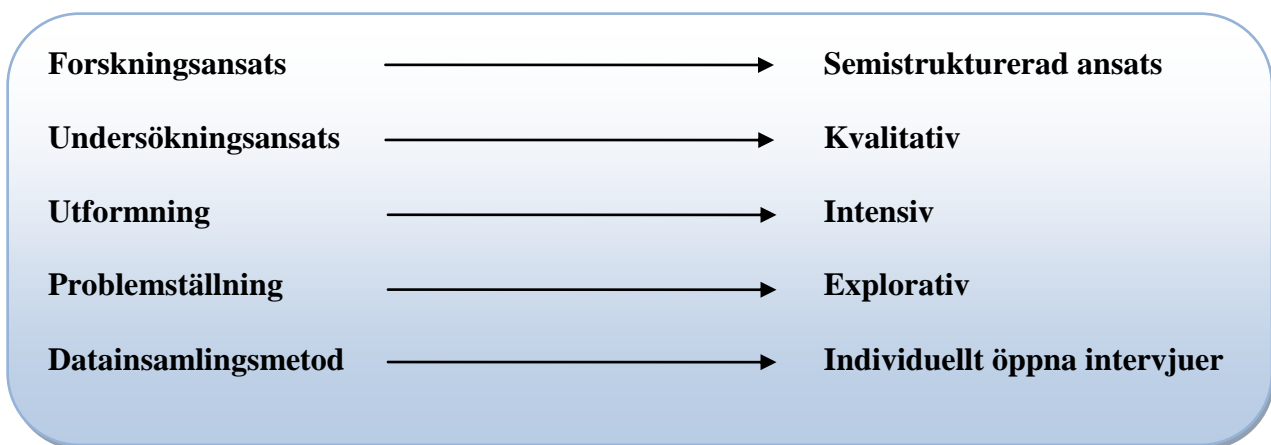 Forskningsansats Semistrukturerad ansats
Undersökningsansats Kvalitativ
Utformning Intensiv
Problemställning Explorativ
Datainsamlingsmetod Individuellt öppna intervjuer